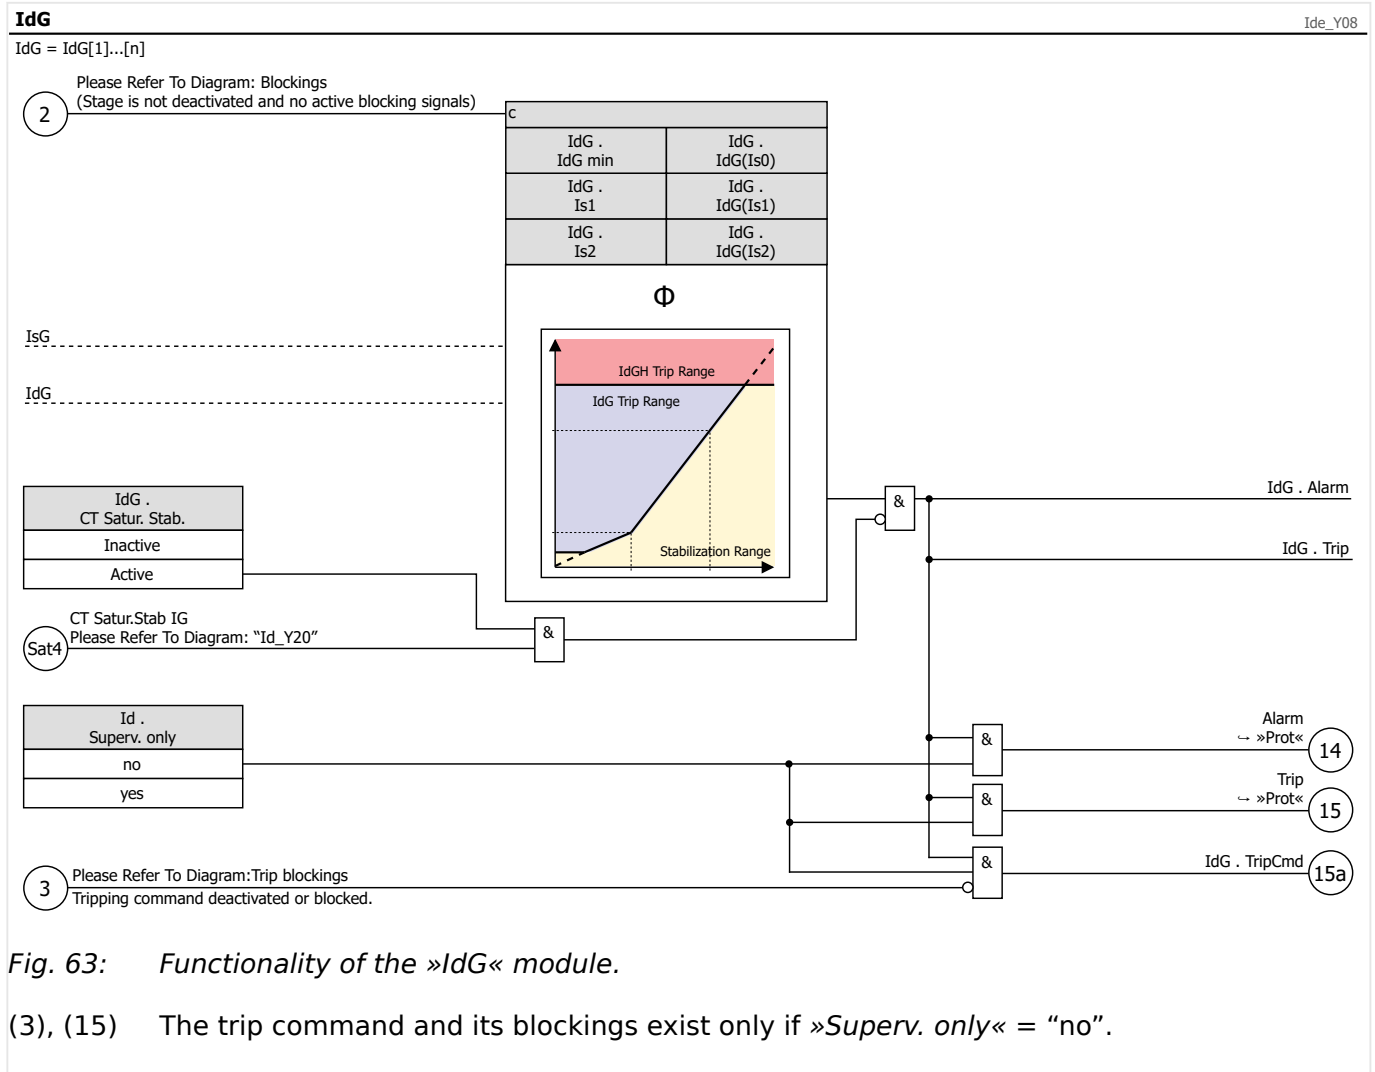 IdG
Ide_Y08
IdG = IdG[1]...[n]
Please Refer To Diagram: Blockings
(Stage is not deactivated and no active blocking signals)
2
c
IdG .
IdG min
IdG .
IdG(Is0)
IdG .
Is1
IdG .
IdG(Is1)
IdG .
Is2
IdG .
IdG(Is2)
Φ
IsG
IdG
IdGH Trip Range
IdG Trip Range
Stabilization Range
IdG .
CT Satur. Stab.
Inactive
Active
&
IdG . Alarm
IdG . Trip
CT Satur.Stab IG
Please Refer To Diagram: “Id_Y20”
Sat4
&
Id .
Superv. only
no
yes
&
Alarm
↪ »Prot«
14
&
Trip
↪ »Prot«
15
&
IdG . TripCmd
15a
3
Please Refer To Diagram:Trip blockings
Tripping command deactivated or blocked.
Fig. 63: Functionality of the »IdG« module.
(3), (15) The trip command and its blockings exist only if »Superv. only« = “no”.